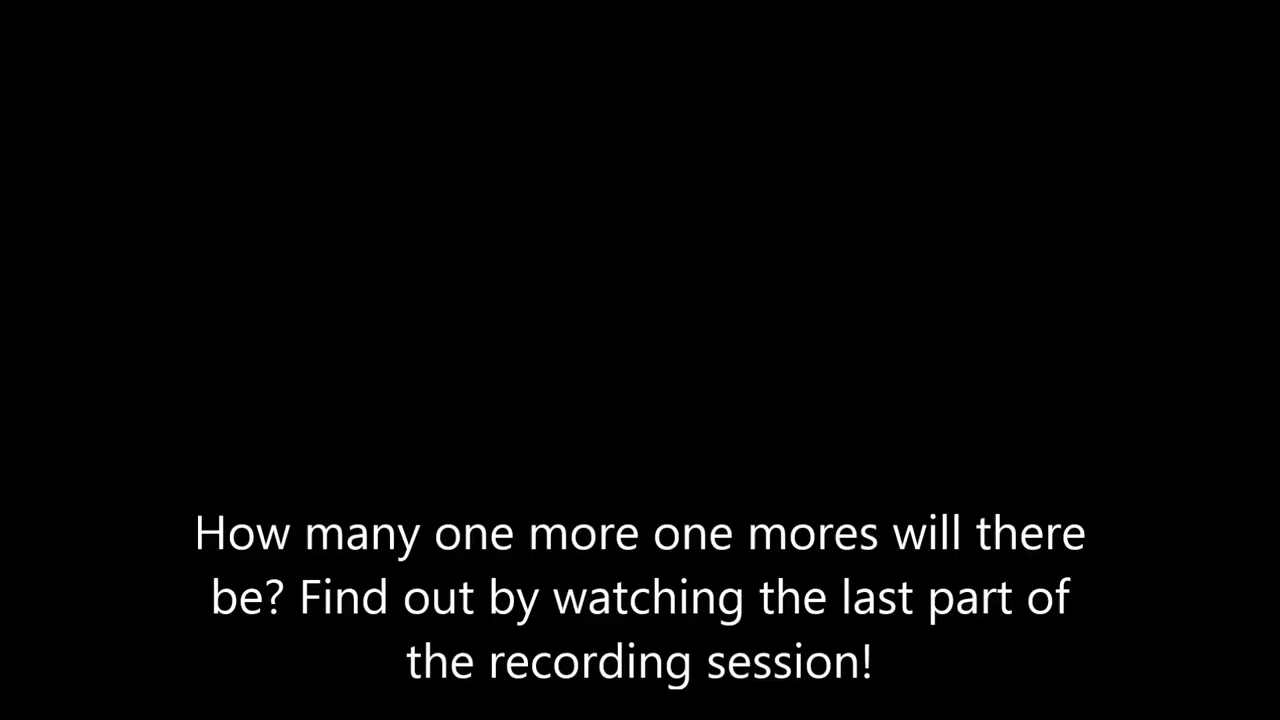 How many one more one mores will there
be? Find out by watching the last part of
the recording session!